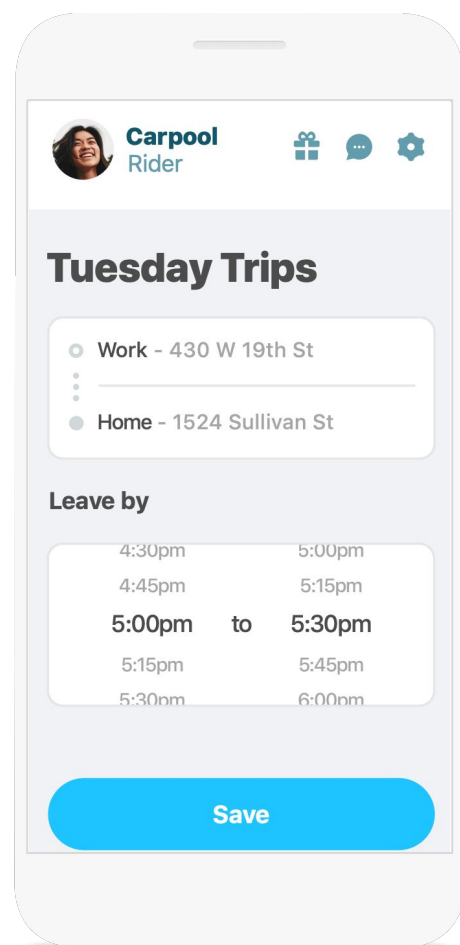 Carpool
Rider
Tuesday Trips
Work - 430 W 19th St
Home - 1524 Sullivan St
Leave by
4:30pm 5:00pm
4:45pm 5:15pm
5:00pm to 5:30pm
5:15pm 5:45pm
5:30pm 6:00pm
Save